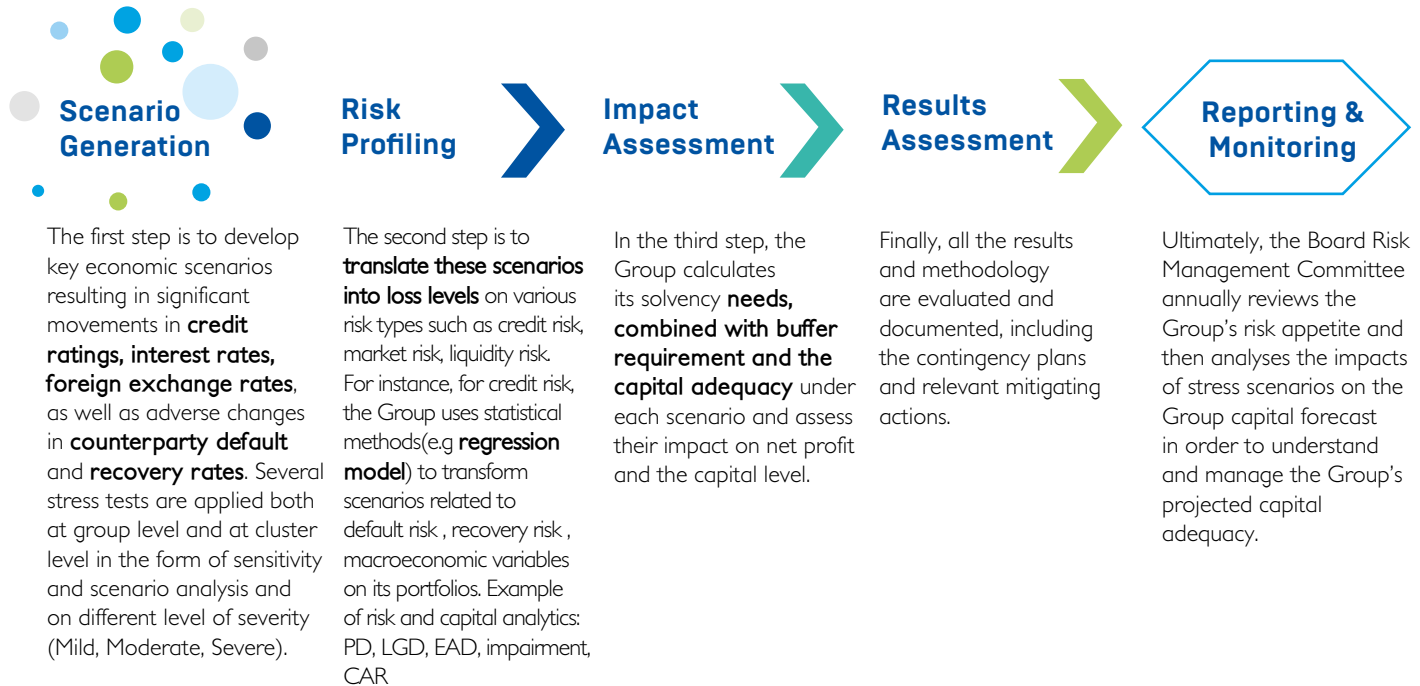 Scenario
Generation
The first step is to develop
key economic scenarios
resulting in significant
movements in credit
ratings, interest rates,
foreign exchange rates,
as well as adverse changes
in counterparty default
and recovery rates. Several
stress tests are applied both
at group level and at cluster
level in the form of sensitivity
and scenario analysis and
on different level of severity
(Mild, Moderate, Severe).
Risk
Profiling
The second step is to
translate these scenarios
into loss levels on various
risk types such as credit risk,
market risk, liquidity risk.
For instance, for credit risk,
the Group uses statistical
methods(e.g regression
model) to transform
scenarios related to
default risk , recovery risk ,
macroeconomic variables
on its portfolios. Example
of risk and capital analytics:
PD, LGD, EAD, impairment,
CAR
Impact
Assessment
In the third step, the
Group calculates
its solvency needs,
combined with buffer
requirement and the
capital adequacy under
each scenario and assess
their impact on net profit
and the capital level.
Results
Assessment
Finally, all the results
and methodology
are evaluated and
documented, including
the contingency plans
and relevant mitigating
actions.
Reporting &
Monitoring
Ultimately, the Board Risk
Management Committee
annually reviews the
Group's risk appetite and
then analyses the impacts
of stress scenarios on the
Group capital forecast
in order to understand
and manage the Group's
projected capital
adequacy.